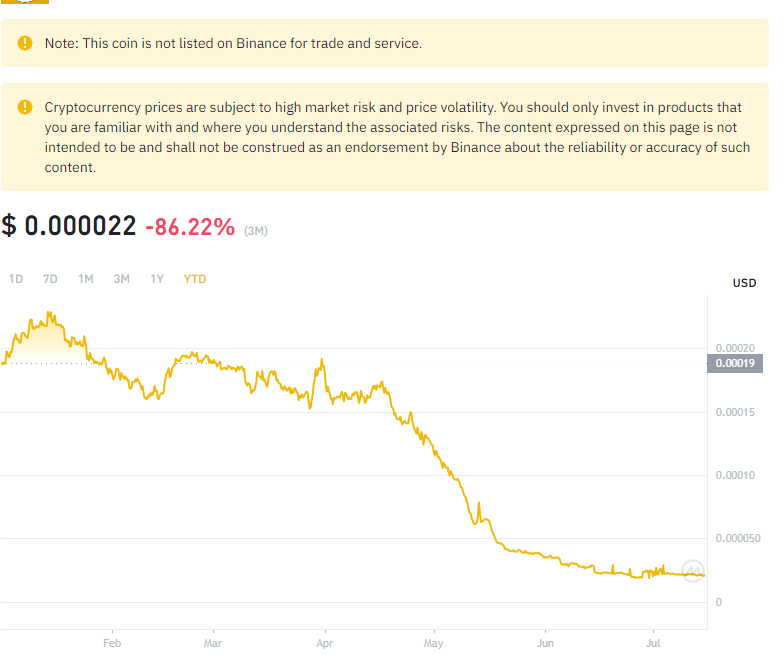 Note: This coin is not listed on Binance for trade and service.
Cryptocurrency prices are subject to high market risk and price volatility. You should only invest in products that
you are familiar with and where you understand the associated risks. The content expressed on this page is not
intended to be and shall not be construed as an endorsement by Binance about the reliability or accuracy of such
content.
$ 0.000022 -86.22% (3M)
1D 7D 1M 3M 1Y YTD
USD
0.00020
0.00019
0.00015
0.00010
0.000050
0
Feb Mar Apr May Jun Jul